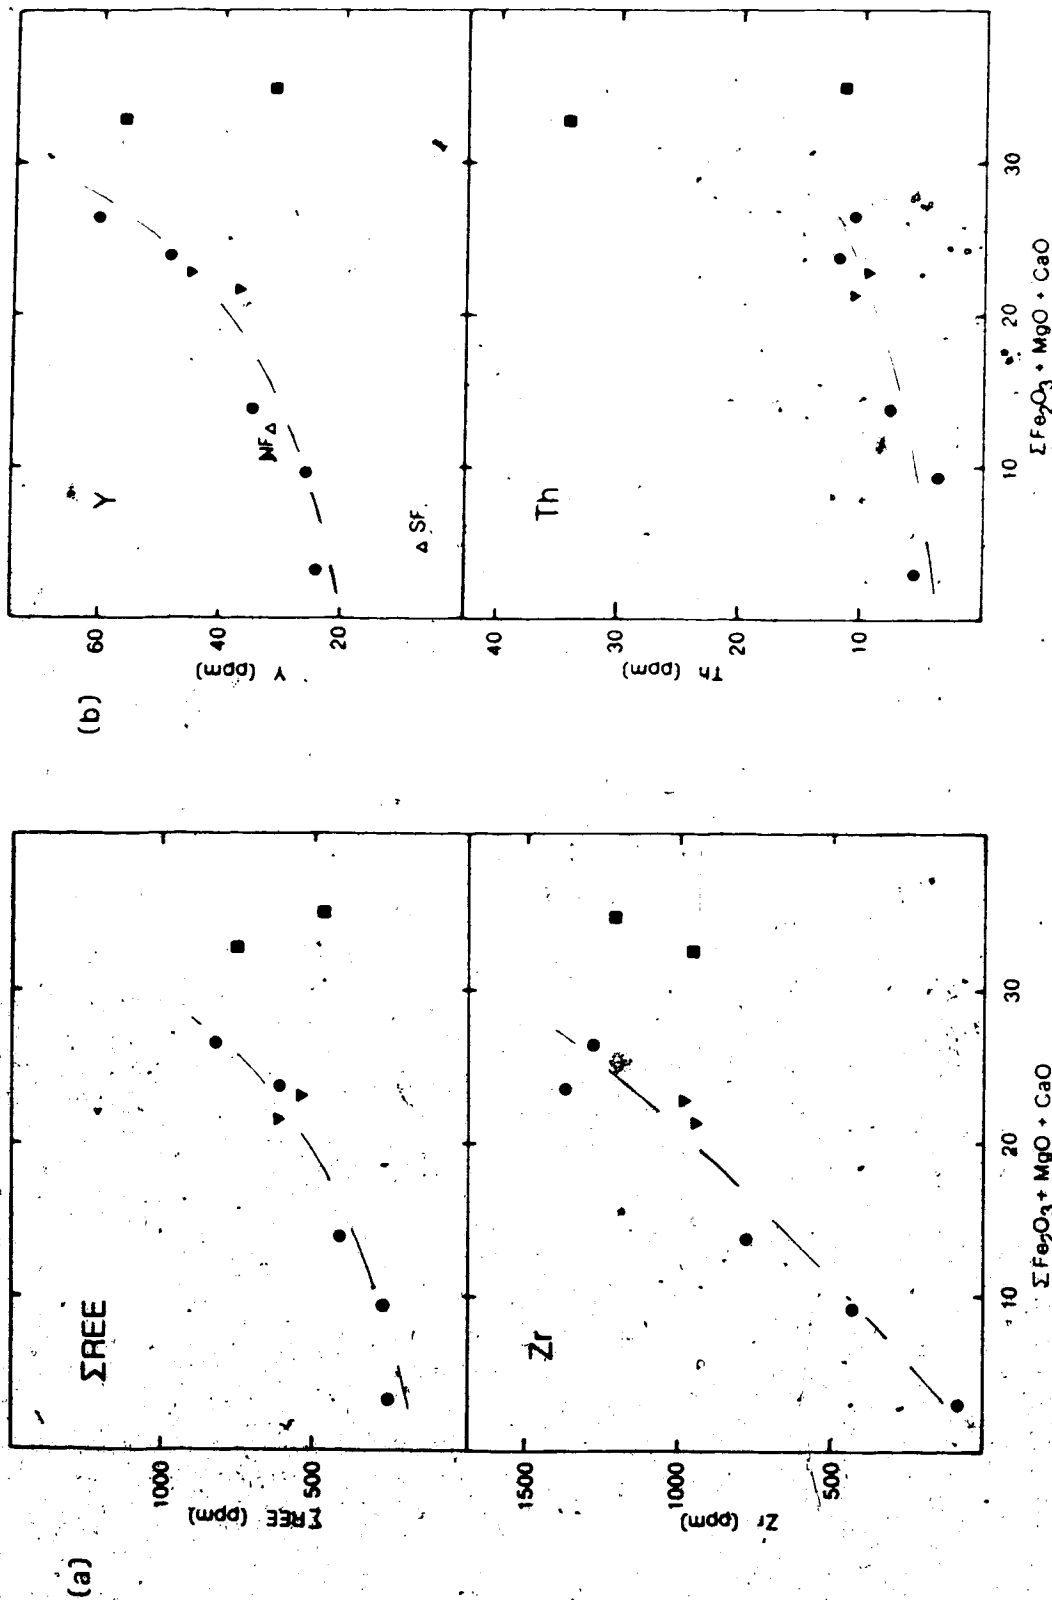 (a)
ΣREE
ΣREE (ppm)
1000
500
Zr
Zr (ppm)
1500
1000
500
10
20
30
ΣFe2O3 + MgO + CaO
(b)
Y
Y (ppm)
60
40
20
NF
SF
Th
Th (ppm)
40
30
20
10
10
20
30
ΣFe2O3 + MgO + CaO